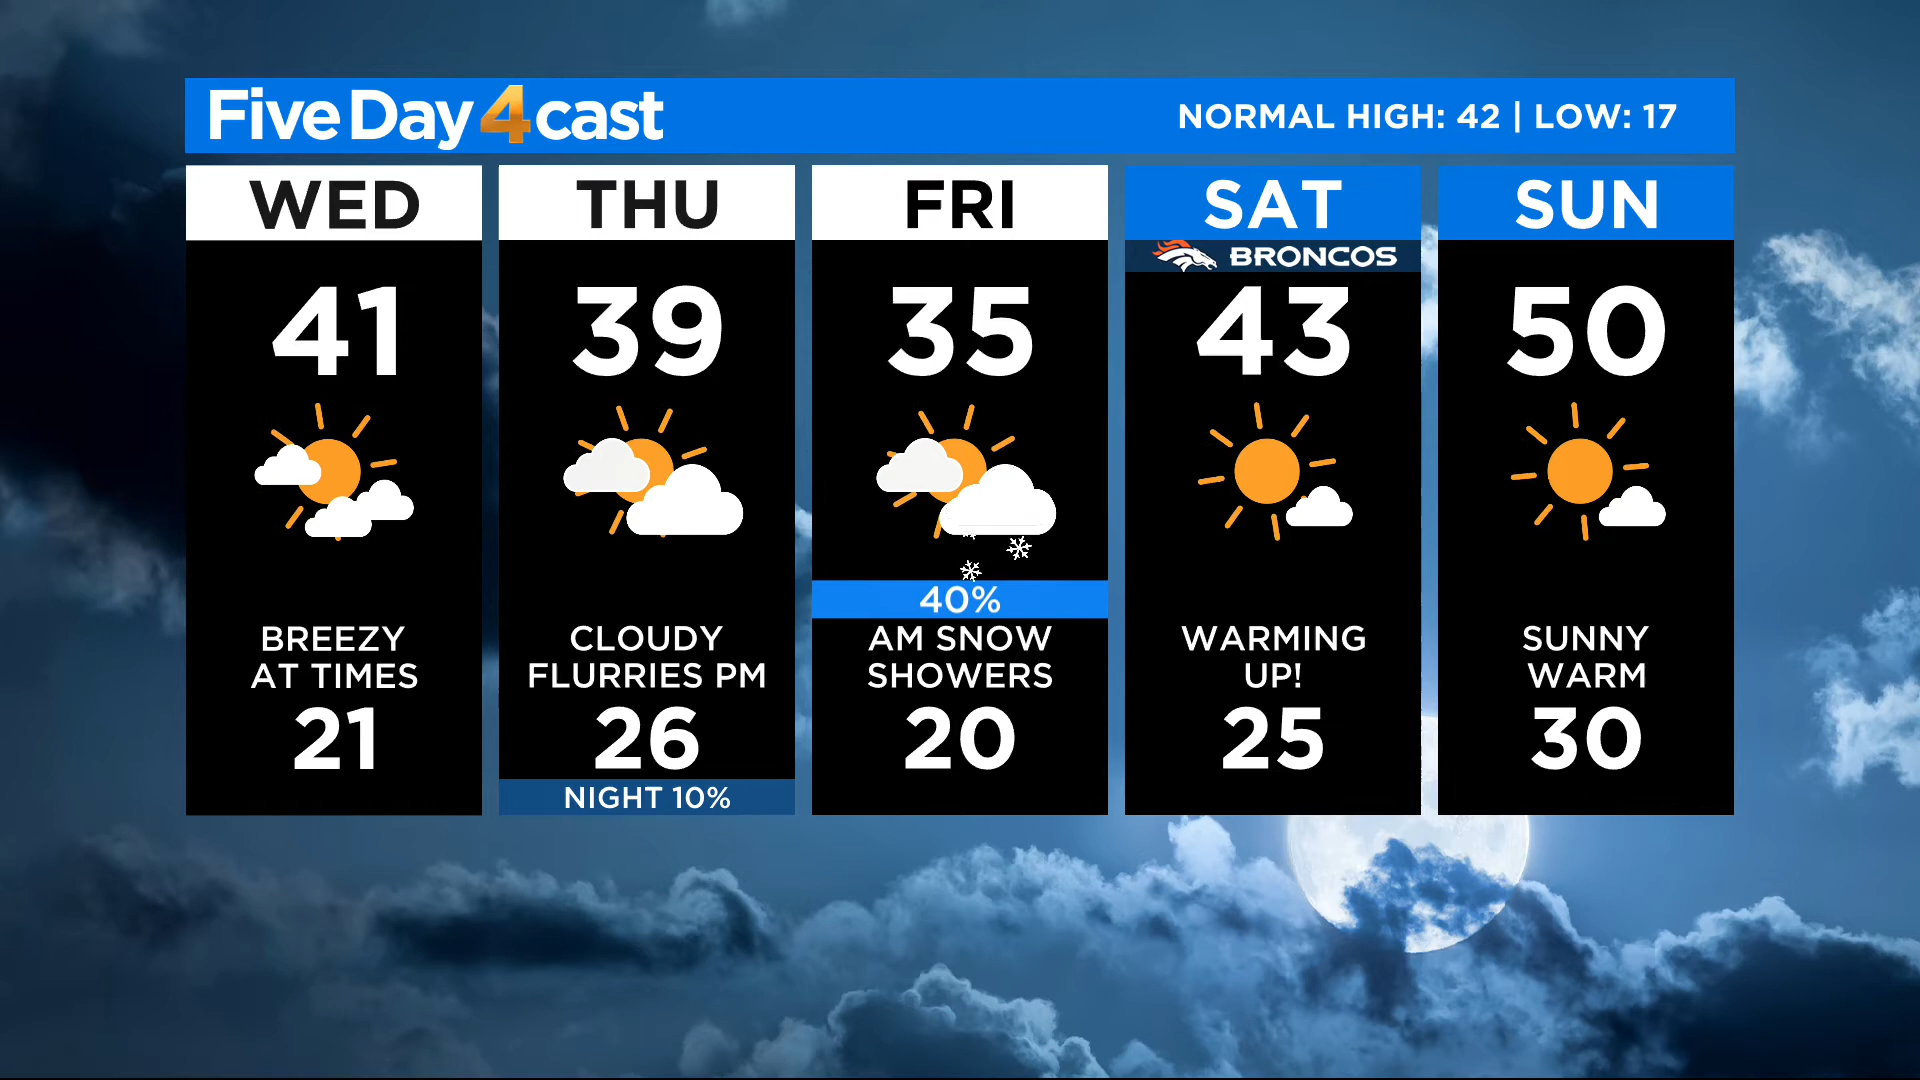 Five Day 4cast
NORMAL HIGH: 42 | LOW: 17
WED
41
BREEZY
AT TIMES
21
THU
39
CLOUDY
FLURRIES PM
26
NIGHT 10%
FRI
35
40%
AM SNOW
SHOWERS
20
SAT
BRONCOS
43
WARMING
UP!
25
SUN
50
SUNNY
WARM
30